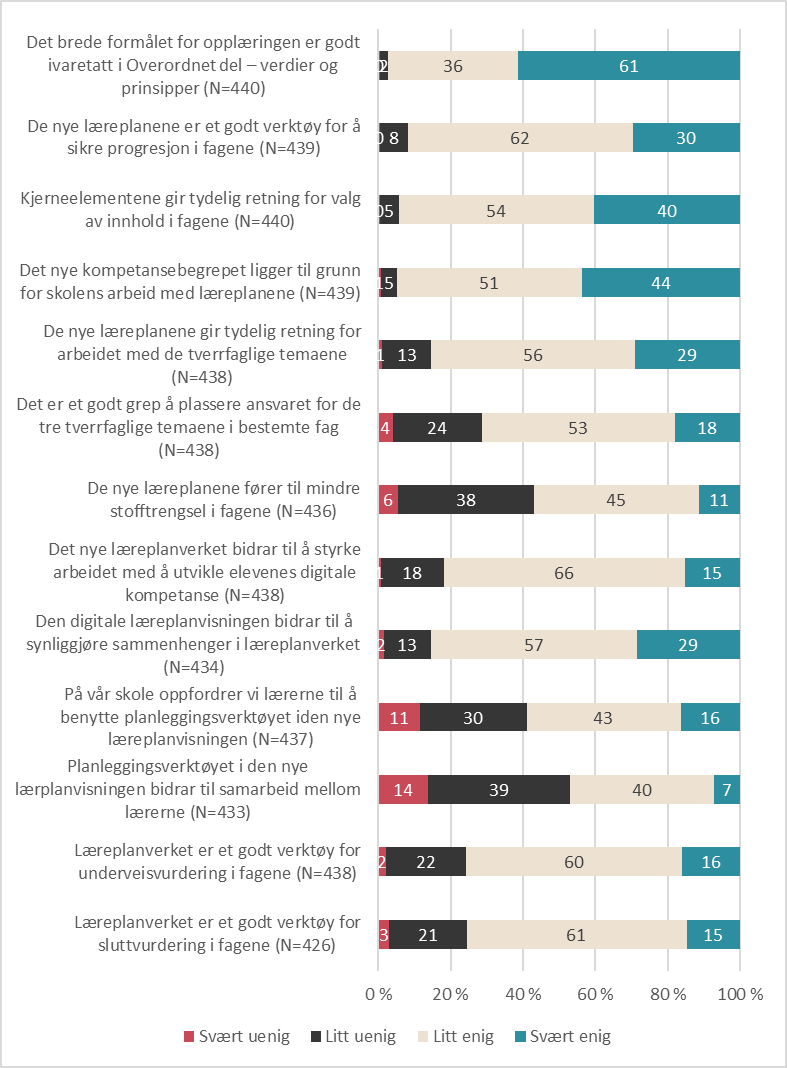 Det brede formålet for opplæringen er godt
ivaretatt i Overordnet del – verdier og
prinsipper (N=440)
0 2 36 61
De nye læreplanene er et godt verktøy for å
sikre progresjon i fagene (N=439)
0 8 62 30
Kjerneelementene gir tydelig retning for valg
av innhold i fagene (N=440)
0 5 54 40
Det nye kompetansebegrepet ligger til grunn
for skolens arbeid med læreplanene (N=439)
1 5 51 44
De nye læreplanene gir tydelig retning for
arbeidet med de tverrfaglige temaene
(N=438)
1 13 56 29
Det er et godt grep å plassere ansvaret for de
tre tverrfaglige temaene i bestemte fag
(N=438)
4 24 53 18
De nye læreplanene fører til mindre
stofftrengsel i fagene (N=436)
6 38 45 11
Det nye læreplanverket bidrar til å styrke
arbeidet med å utvikle elevenes digitale
kompetanse (N=438)
1 18 66 15
Den digitale læreplanvisningen bidrar til å
synliggjøre sammenhenger i læreplanverket
(N=434)
2 13 57 29
På vår skole oppfordrer vi lærerne til å
benytte planleggingsverktøyet iden nye
læreplanvisningen (N=437)
11 30 43 16
Planleggingsverktøyet i den nye
lærplanvisningen bidrar til samarbeid mellom
lærerne (N=433)
14 39 40 7
Læreplanverket er et godt verktøy for
underveisvurdering i fagene (N=438)
2 22 60 16
Læreplanverket er et godt verktøy for
sluttvurdering i fagene (N=426)
3 21 61 15
0 % 20 % 40 % 60 % 80 % 100 %
Svært uenig Litt uenig Litt enig Svært enig